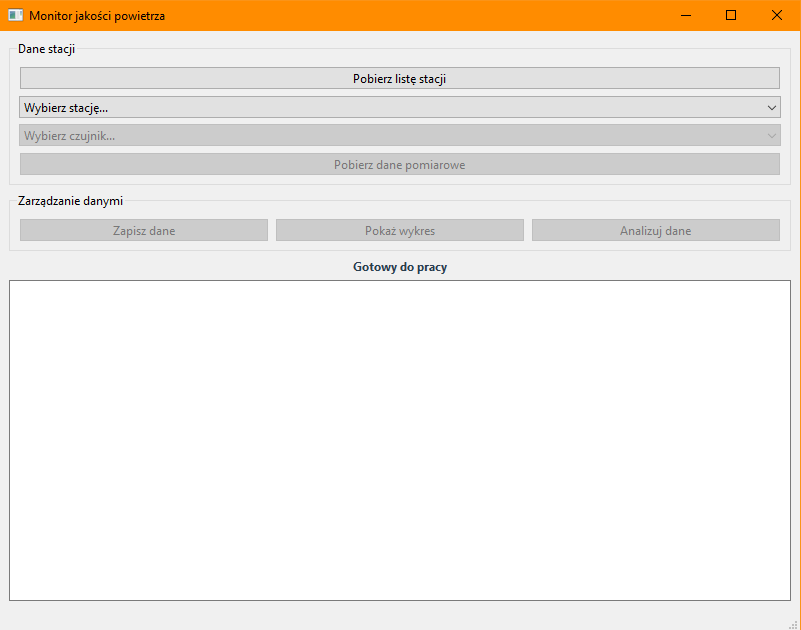 Monitor jakości powietrza
Dane stacji
Pobierz listę stacji
Wybierz stację...
Wybierz czujnik...
Pobierz dane pomiarowe
Zarządzanie danymi
Zapisz dane
Pokaż wykres
Analizuj dane
Gotowy do pracy